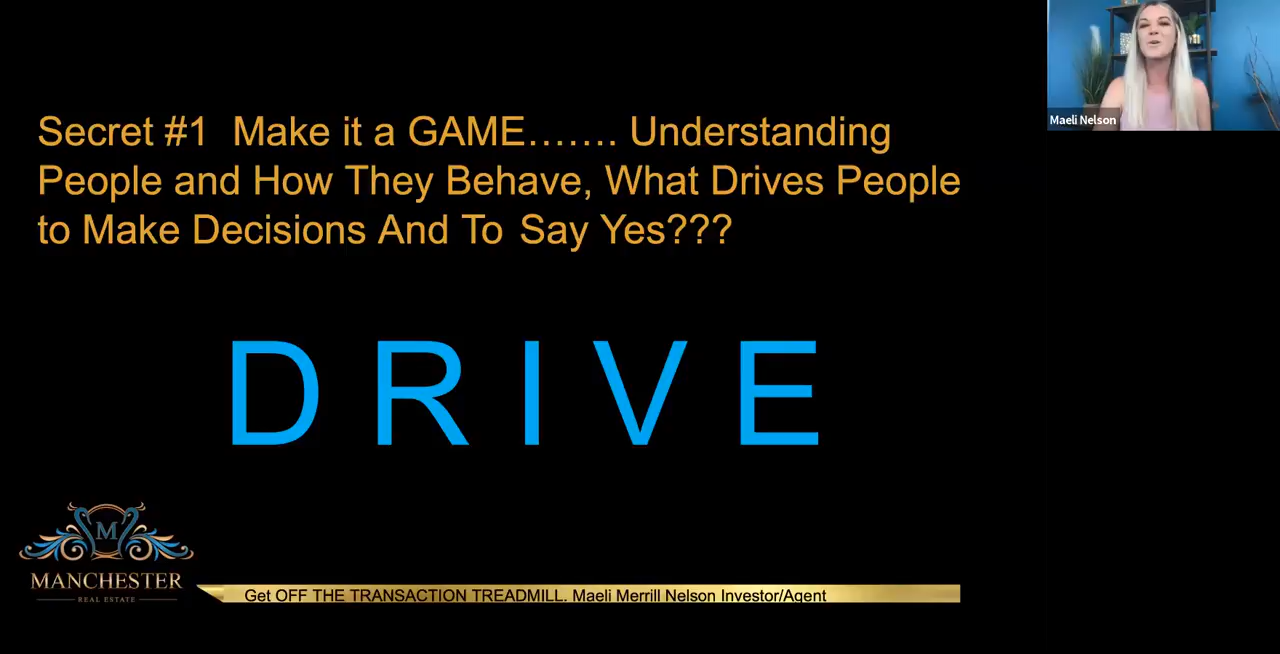 Secret #1 Make it a GAME……. Understanding
People and How They Behave, What Drives People
to Make Decisions And To Say Yes???
D R I V E
Maeli Nelson
M
MANCHESTER
REAL ESTATE
Get OFF THE TRANSACTION TREADMILL. Maeli Merrill Nelson Investor/Agent